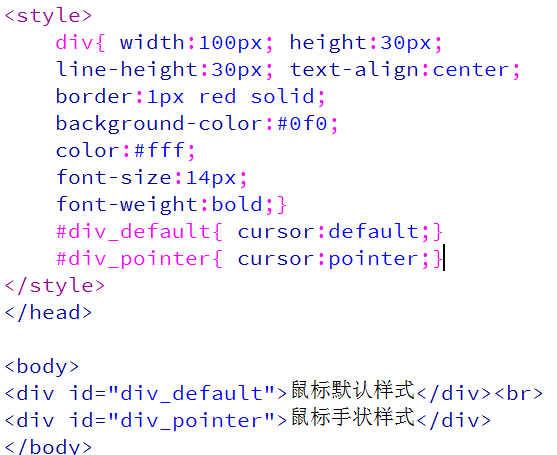 <style>
div{ width:100px; height:30px;
line-height:30px; text-align:center;
border:1px red solid;
background-color:#0f0;
color:#fff;
font-size:14px;
font-weight:bold;}
#div_default{ cursor:default;}
#div_pointer{ cursor:pointer;}
</style>
</head>
<body>
<div id="div_default">鼠标默认样式</div><br>
<div id="div_pointer">鼠标手状样式</div>
</body>